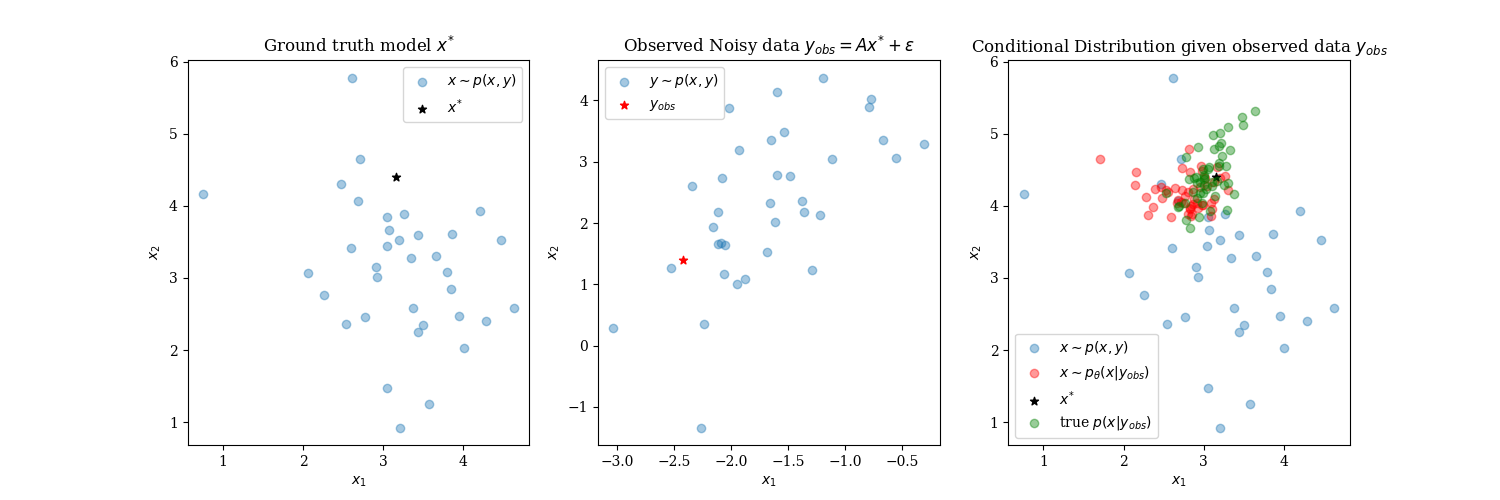 Ground truth model x*
x ~ p(x, y)
x*
6
5
4
3
2
1
x₂
1
2
3
4
x₁
Observed Noisy data y_obs = Ax* + ε
y ~ p(x, y)
y_obs
4
3
2
1
0
−1
x₂
−3.0
−2.5
−2.0
−1.5
−1.0
−0.5
x₁
Conditional Distribution given observed data y_obs
6
5
4
3
2
1
x₂
x ~ p(x, y)
x ~ p_θ(x|y_obs)
x*
true p(x|y_obs)
1
2
3
4
x₁